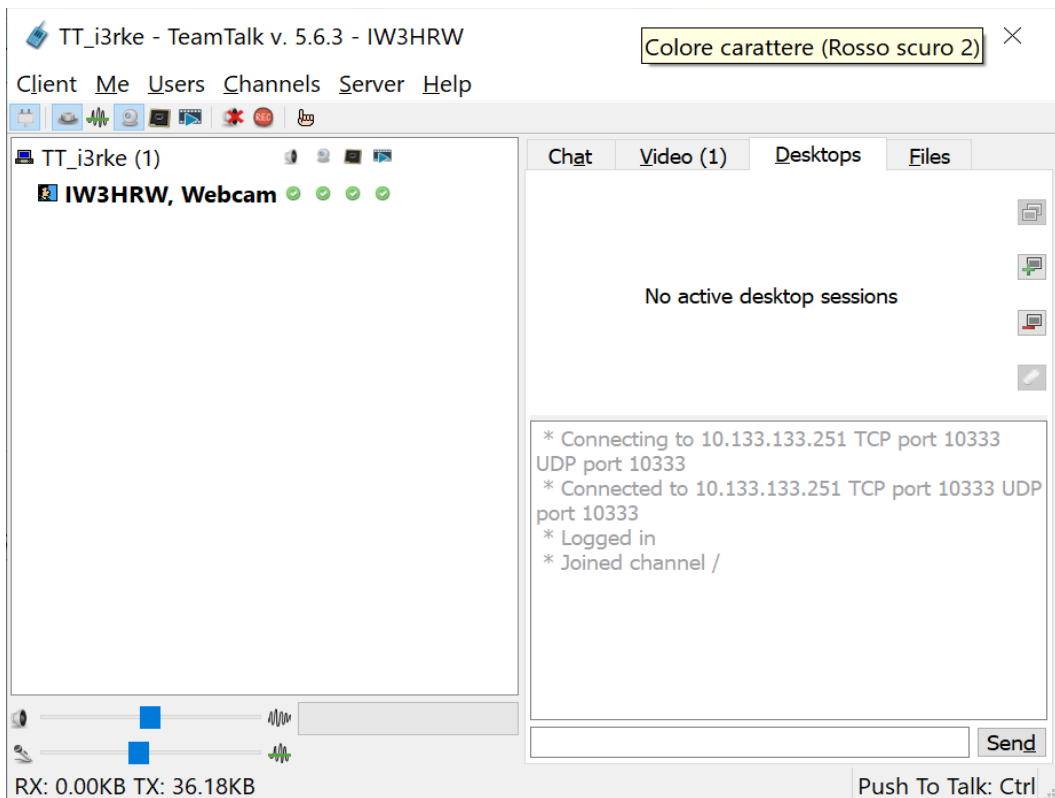 TT_i3rke - TeamTalk v. 5.6.3 - IW3HRW
Colore carattere (Rosso scuro 2)
Client Me Users Channels Server Help
REC
TT_i3rke (1)
IW3HRW, Webcam
Chat Video (1) Desktops Files
No active desktop sessions
* Connecting to 10.133.133.251 TCP port 10333
UDP port 10333
* Connected to 10.133.133.251 TCP port 10333 UDP
port 10333
* Logged in
* Joined channel /
Send
RX: 0.00KB TX: 36.18KB
Push To Talk: Ctrl